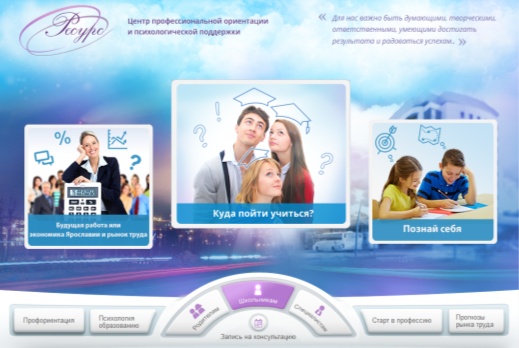 Ресурс
Центр профессиональной ориентации
и психологической поддержки
« Для нас важно быть думающими, творческими,
ответственными, умеющими достигать
результата и радоваться успехам.. »
Будущая работа или
экономика Ярославии и рынок труда
Куда пойти учиться?
Познай себя
Профориентация
Психология
образованию
Родителям
Школьникам
Специалистам
Запись на консультацию
Старт в профессию
Прогнозы
рынка труда